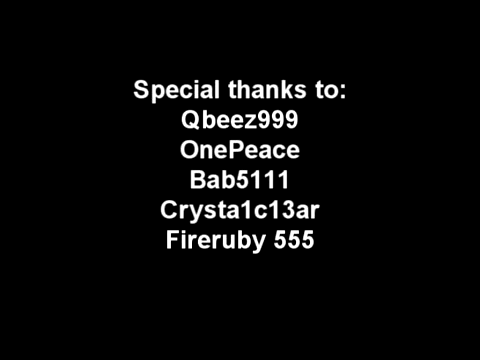 Special thanks to:
Qbeez999
OnePeace
Bab5111
Crysta1c13ar
Fireruby 555